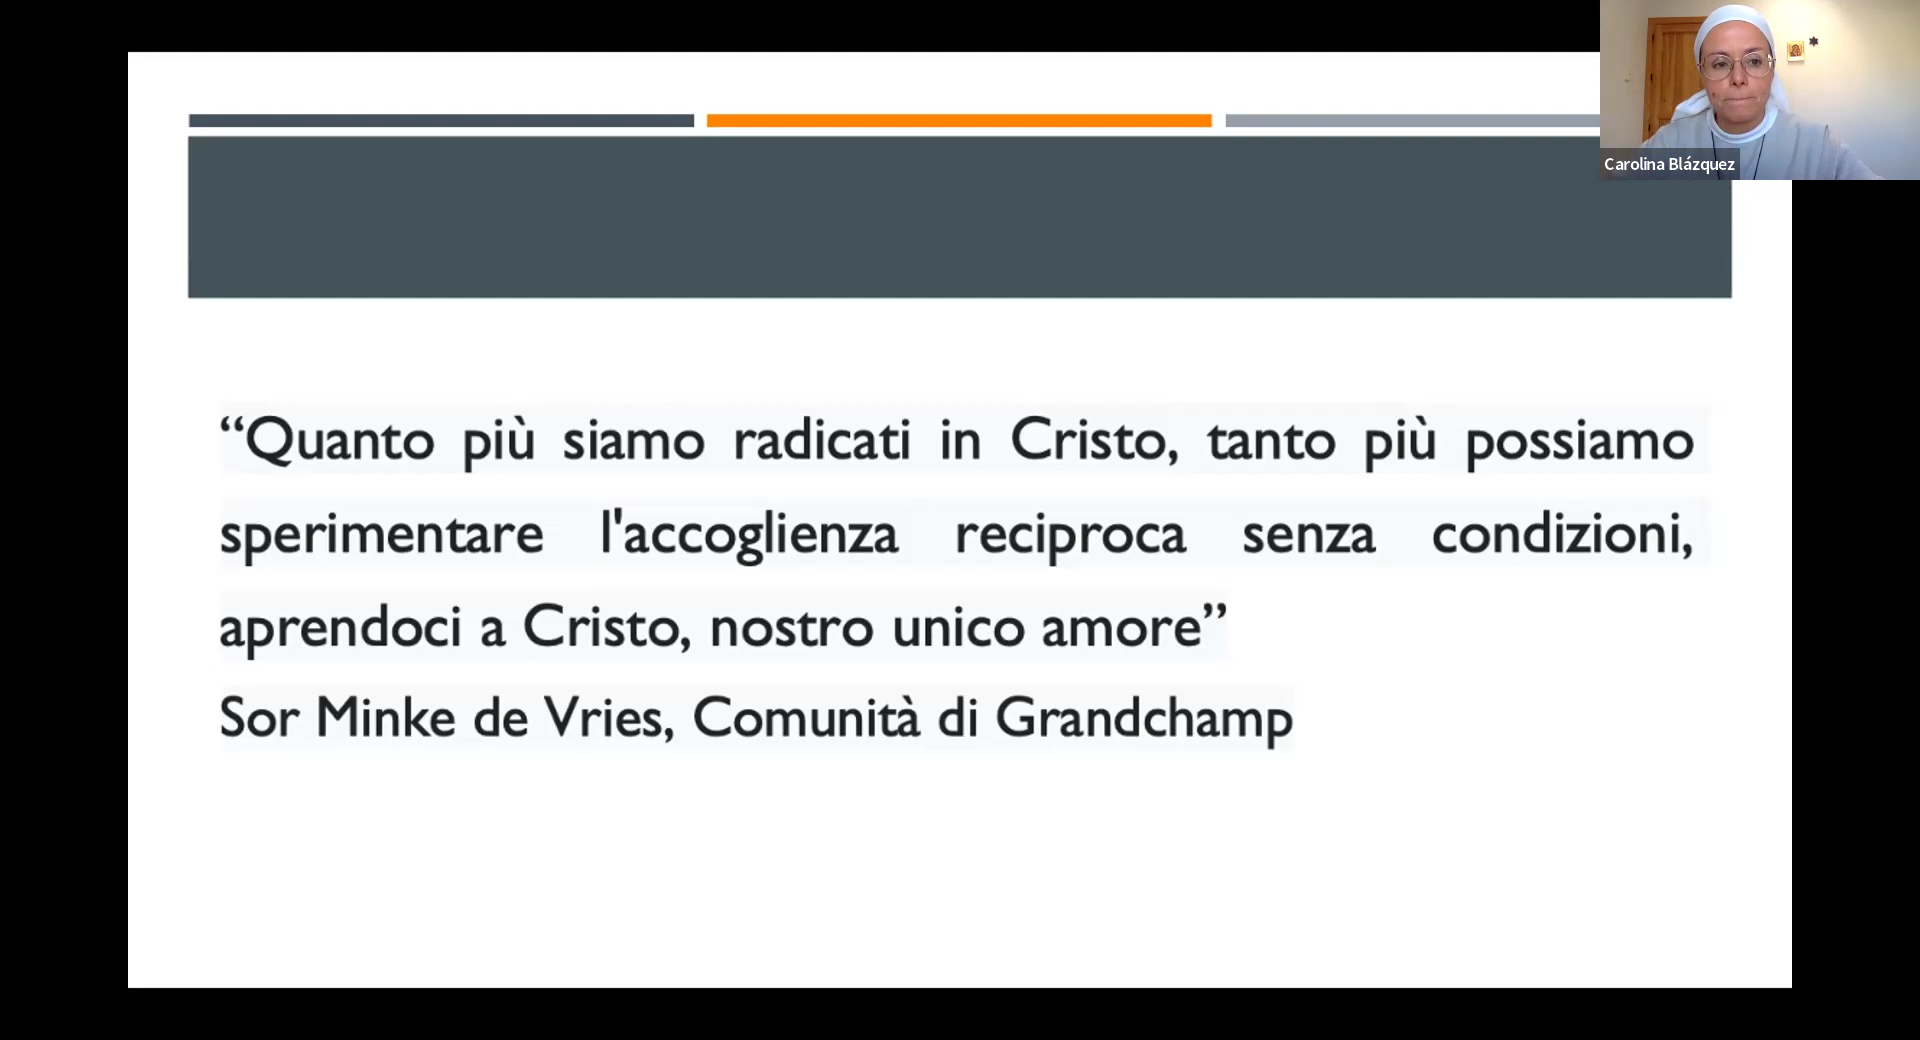 Carolina Blázquez
“Quanto più siamo radicati in Cristo, tanto più possiamo
sperimentare l'accoglienza reciproca senza condizioni,
aprendoci a Cristo, nostro unico amore”
Sor Minke de Vries, Comunità di Grandchamp